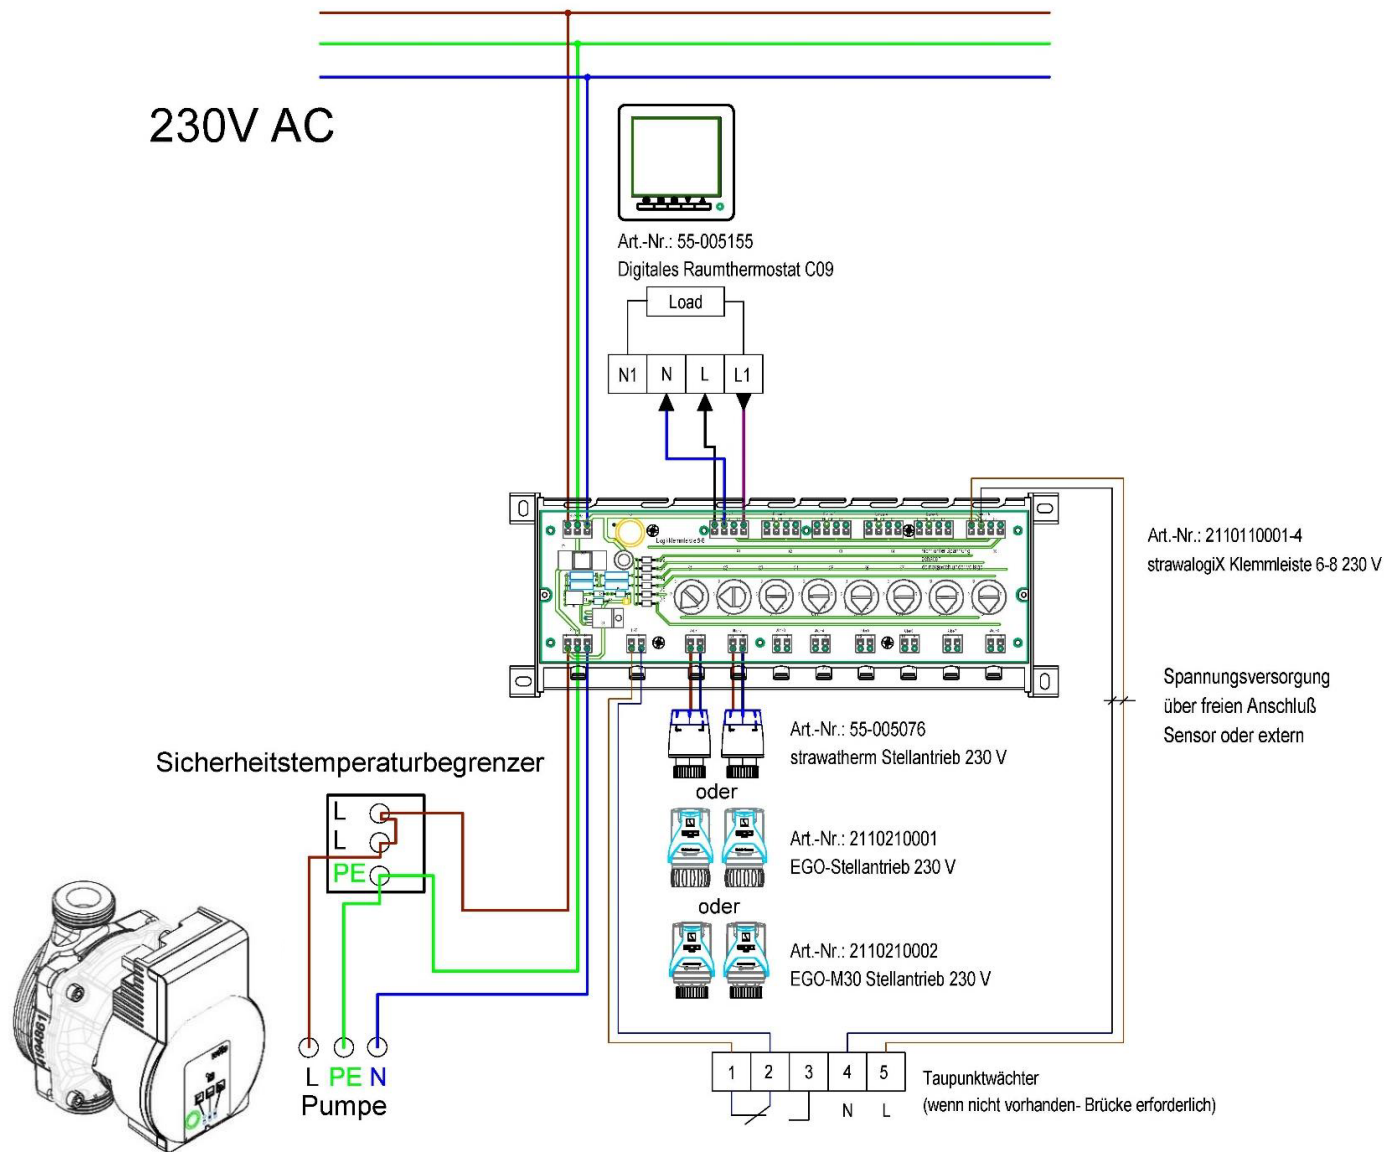 230V AC
Art.-Nr.: 55-005155
Digitales Raumthermostat C09
Load
N1 N L L1
Art.-Nr.: 2110110001-4
strawalogiX Klemmleiste 6-8 230 V
Spannungsversorgung
über freien Anschluß
Sensor oder extern
Art.-Nr.: 55-005076
strawatherm Stellantrieb 230 V
oder
Art.-Nr.: 2110210001
EGO-Stellantrieb 230 V
oder
Art.-Nr.: 2110210002
EGO-M30 Stellantrieb 230 V
Sicherheitstemperaturbegrenzer
L
L
PE
L PE N
Pumpe
1 2 3 4 5
N L
Taupunktwächter
(wenn nicht vorhanden- Brücke erforderlich)